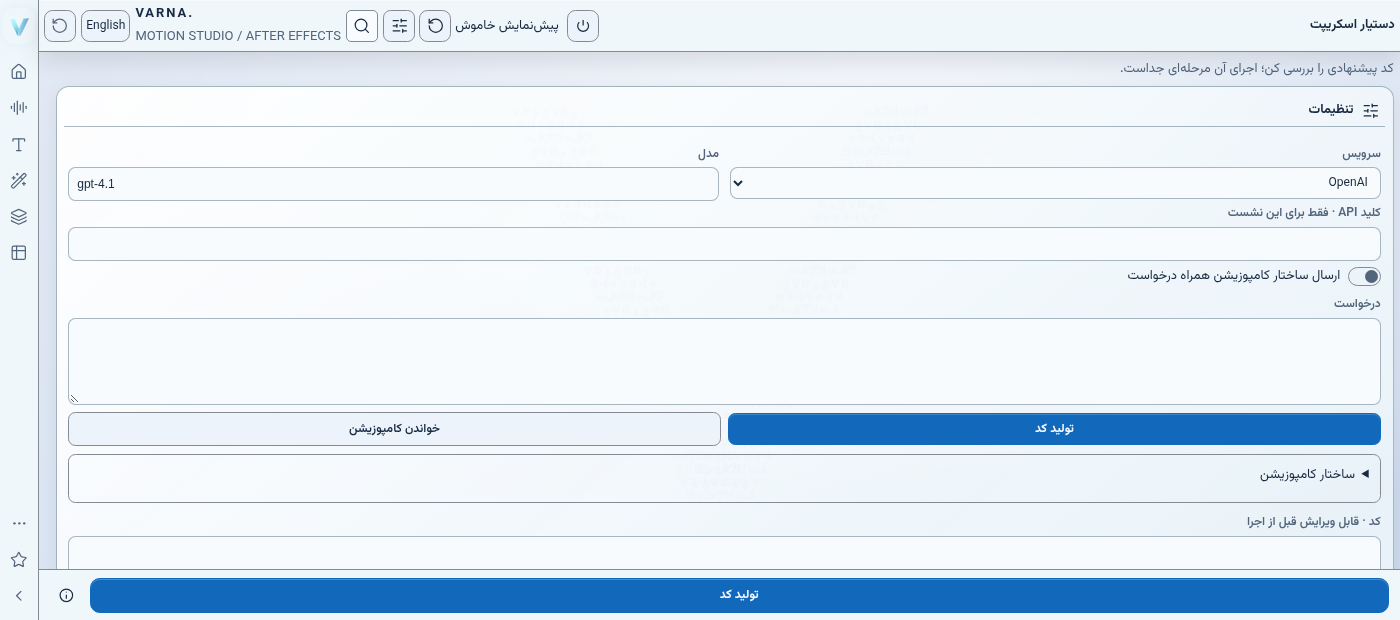 دستیار اسکریپت
پیش‌نمایش خاموش
VARNA.
MOTION STUDIO / AFTER EFFECTS
English
کد پیشنهادی را بررسی کن؛ اجرای آن مرحله‌ای جداست.
تنظیمات
سرویس
OpenAI
مدل
gpt-4.1
کلید API · فقط برای این نشست
ارسال ساختار کامپوزیشن همراه درخواست
درخواست
تولید کد
خواندن کامپوزیشن
ساختار کامپوزیشن
کد · قابل ویرایش قبل از اجرا
تولید کد